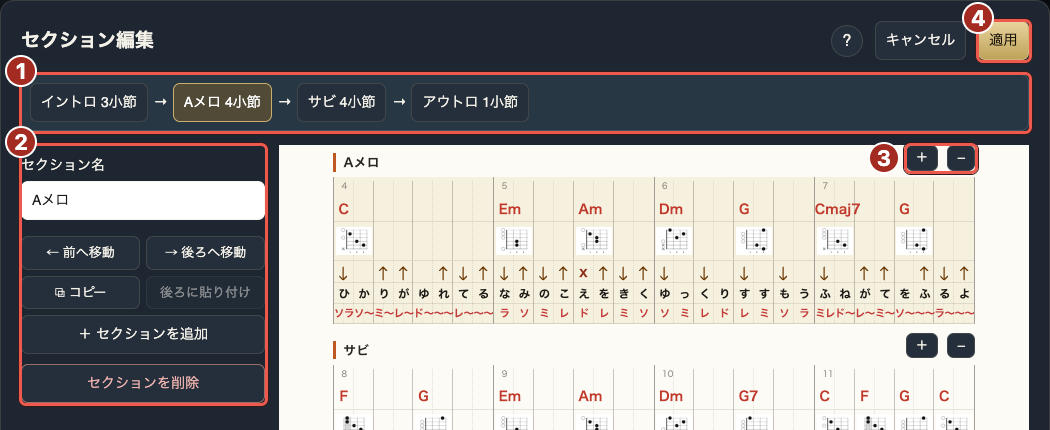 セクション編集
?
キャンセル
4
適用
1
イントロ 3小節 → Aメロ 4小節 → サビ 4小節 → アウトロ 1小節
2
セクション名
Aメロ
← 前へ移動
→ 後ろへ移動
コピー
後ろに貼り付け
+ セクションを追加
セクションを削除
Aメロ
3
+
−
4 5 6 7
C Em Am Dm G Cmaj7 G
↓ ↑ ↑ ↑ ↓ ↑ ↓ ↑ ↓ ↑ x ↑ ↓ ↑ ↓ ↓ ↓ ↓ ↓ ↑ ↑ ↑ ↓ ↑
ひ か り が ゆ れ て る な み の こ え を き く ゆ っ く り す す も う ふ ね が て を ふ る よ
ソラソ〜ミ〜レ〜ド〜〜〜レ〜〜〜 ラ ソ ミ レ ド レ ミ ソ ソ ミ レ ド レ ミ ソ ラ ミレド〜レ〜ミ〜ソ〜〜〜ラ〜〜〜
サビ
+
−
8 9 10 11
F G Em Am Dm G7 C F G C